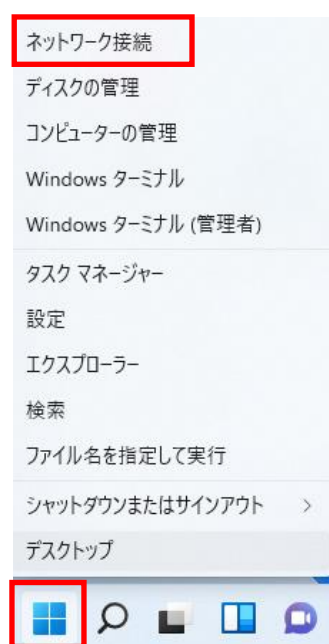 ネットワーク接続
ディスクの管理
コンピューターの管理
Windows ターミナル
Windows ターミナル (管理者)
タスク マネージャー
設定
エクスプローラー
検索
ファイル名を指定して実行
シャットダウンまたはサインアウト
デスクトップ